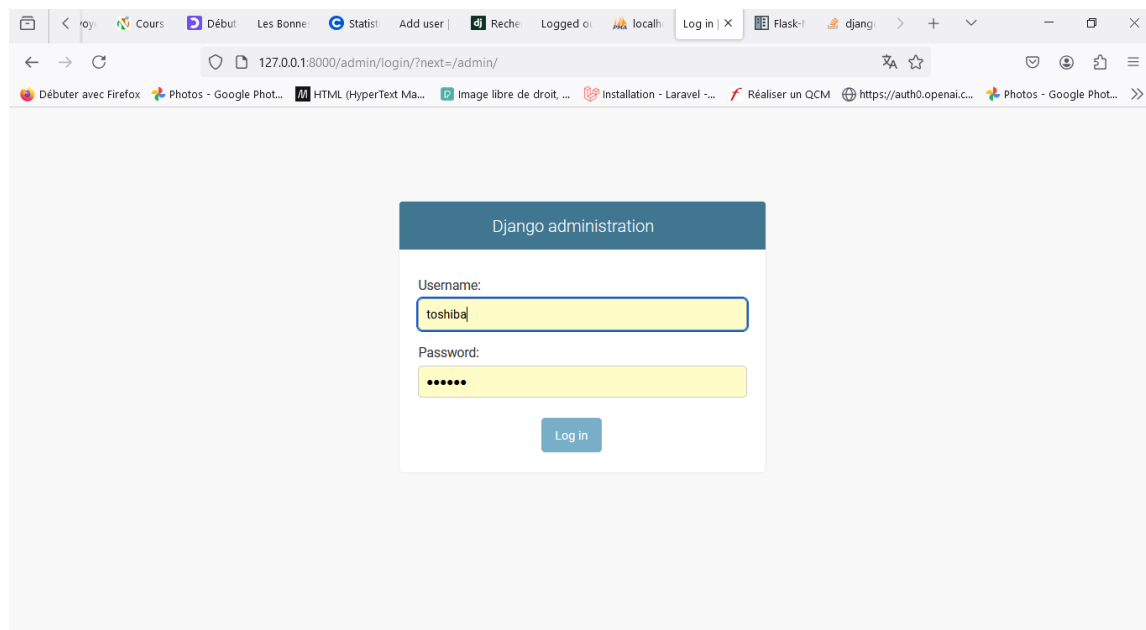 voy Cours Début Les Bonne Statist Add user | Reche Logged ou localh Log in | Flask- djang
127.0.0.1:8000/admin/login/?next=/admin/
Débuter avec Firefox Photos - Google Phot... M HTML (HyperText Ma... Image libre de droit, ... Installation - Laravel -... Réaliser un QCM https://auth0.openai.c... Photos - Google Phot...
Django administration
Username:
toshiba
Password:
••••••
Log in